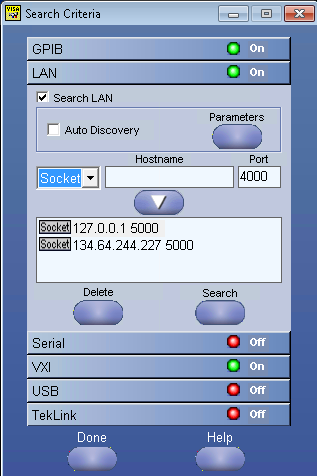 VISA
Search Criteria
GPIB On
LAN On
Search LAN
Auto Discovery
Parameters
Hostname Port
Socket 4000
Socket 127.0.0.1 5000
Socket 134.64.244.227 5000
Delete Search
Serial Off
VXI On
USB Off
TekLink Off
Done Help